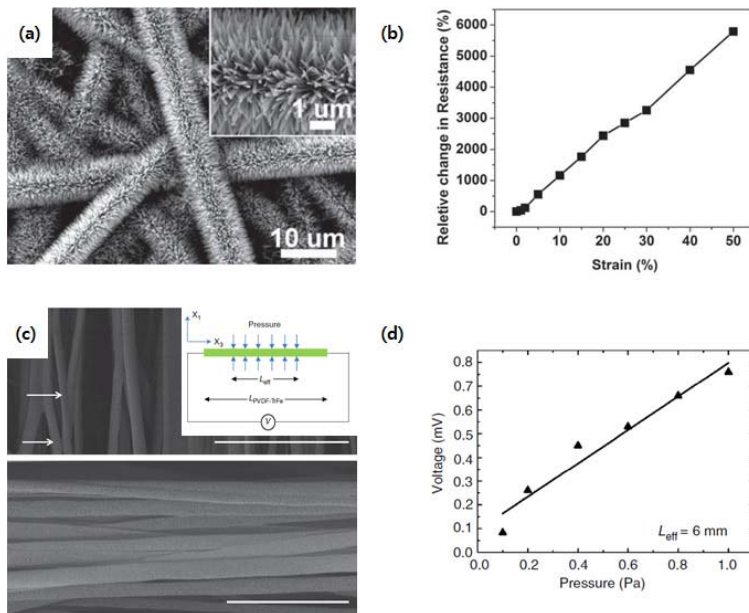 (a)
1 um
10 um
(b)
Reletive change in Resistance (%)
6000
5000
4000
3000
2000
1000
0
0 10 20 30 40 50
Strain (%)
(c)
X1
X3
Pressure
Leff
LPVDF-TrFe
V
(d)
Voltage (mV)
0.8
0.7
0.6
0.5
0.4
0.3
0.2
0.1
0.0
0.0 0.2 0.4 0.6 0.8 1.0
Leff = 6 mm
Pressure (Pa)